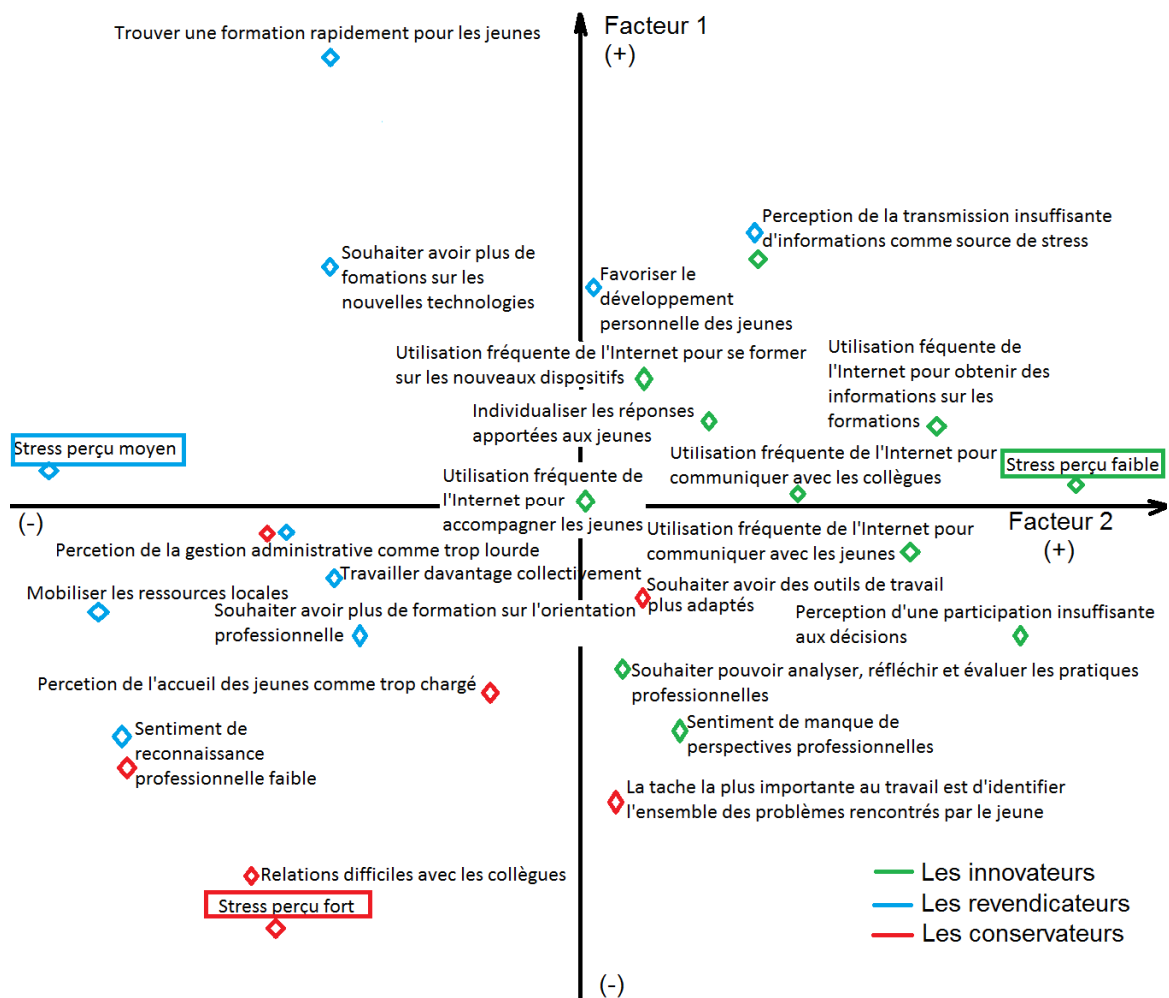 Trouver une formation rapidement pour les jeunes
Facteur 1
(+)
Perception de la transmission insuffisante
d'informations comme source de stress
Souhaiter avoir plus de
fomations sur les
nouvelles technologies
Favoriser le
développement
personnelle des jeunes
Utilisation fréquente de l'Internet pour se former
sur les nouveaux dispositifs
Utilisation féquente de
l'Internet pour obtenir des
informations sur les
formations
Individualiser les réponses
apportées aux jeunes
Stress perçu moyen
Utilisation fréquente de l'Internet pour
communiquer avec les collègues
Stress perçu faible
Utilisation fréquente de
l'Internet pour
accompagner les jeunes
(-)
Facteur 2
(+)
Utilisation fréquente de l'Internet pour
communiquer avec les jeunes
Percetion de la gestion administrative comme trop lourde
Travailler davantage collectivement
Mobiliser les ressources locales
Souhaiter avoir des outils de travail
plus adaptés
Souhaiter avoir plus de formation sur l'orientation
professionnelle
Perception d'une participation insuffisante
aux décisions
Souhaiter pouvoir analyser, réfléchir et évaluer les pratiques
professionnelles
Percetion de l'accueil des jeunes comme trop chargé
Sentiment de
reconnaissance
professionnelle faible
Sentiment de manque de
perspectives professionnelles
La tache la plus importante au travail est d'identifier
l'ensemble des problèmes rencontrés par le jeune
Relations difficiles avec les collègues
Stress perçu fort
Les innovateurs
Les revendicateurs
Les conservateurs
(-)